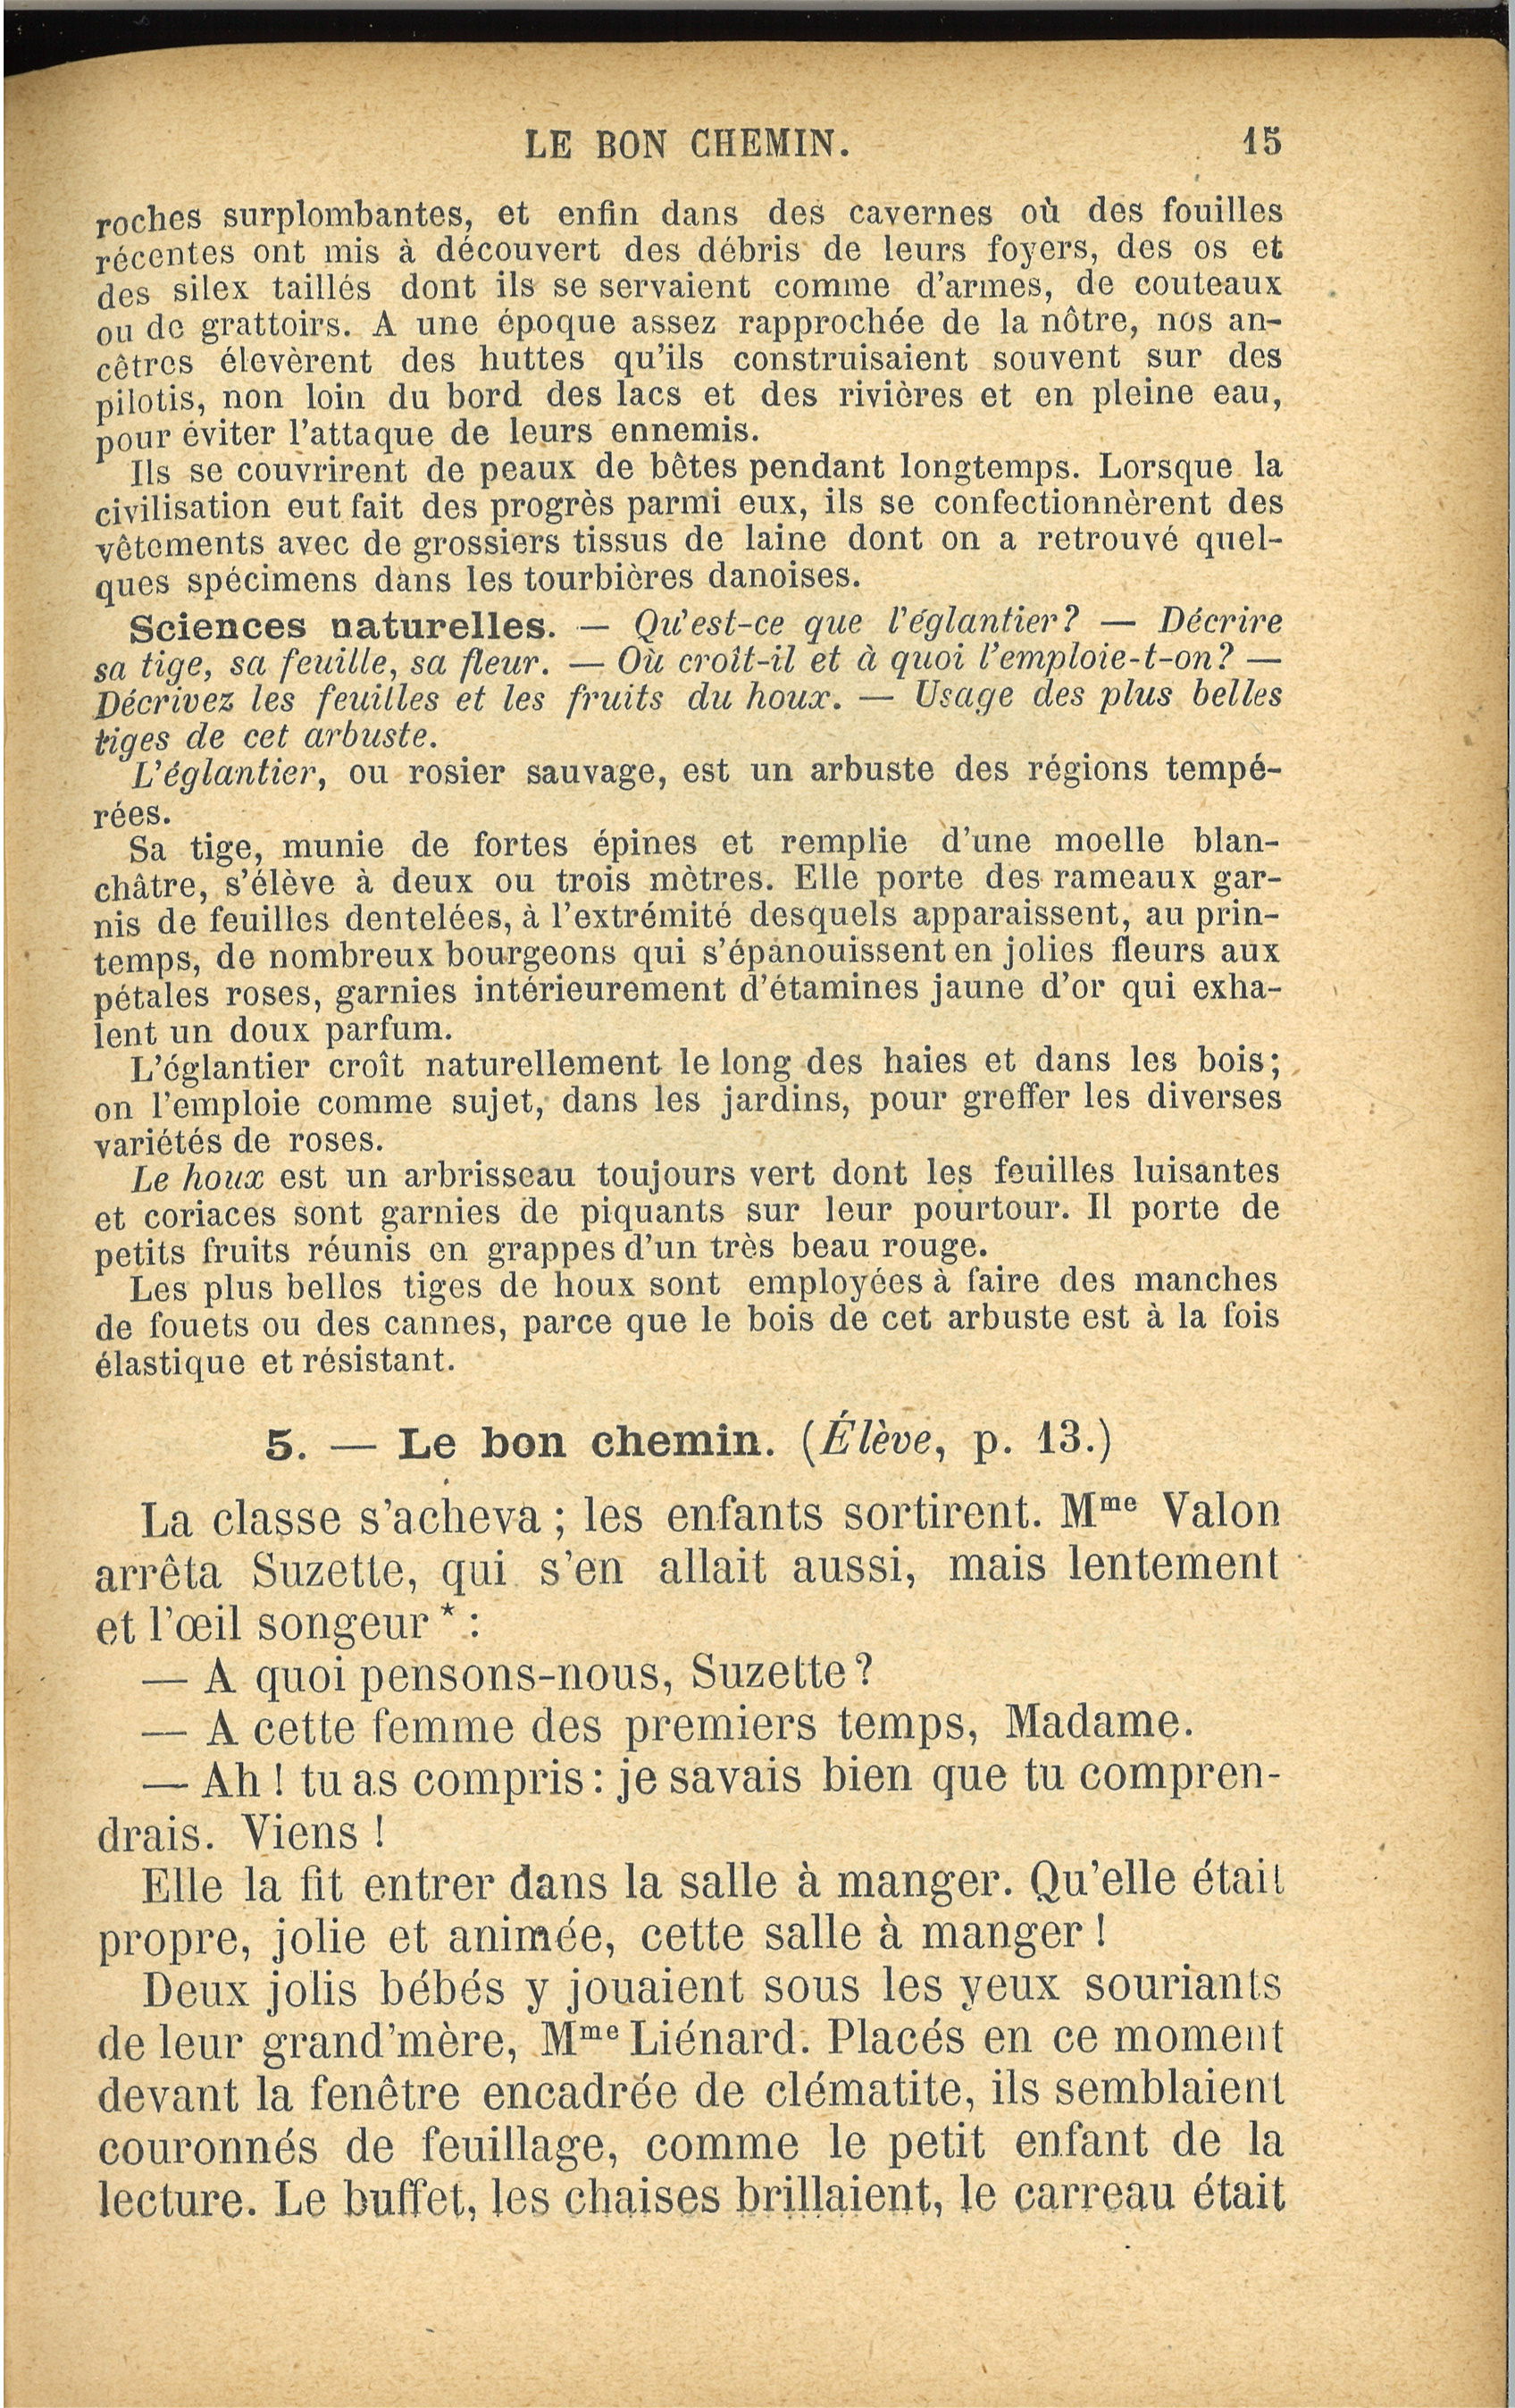 LE BON CHEMIN. 15
roches surplombantes, et enfin dans des cavernes où des fouilles
récentes ont mis à découvert des débris de leurs foyers, des os et
des silex taillés dont ils se servaient comme d'armes, de couteaux
ou de grattoirs. A une époque assez rapprochée de la nôtre, nos an-
cêtres élevèrent des huttes qu'ils construisaient souvent sur des
pilotis, non loin du bord des lacs et des rivières et en pleine eau,
pour éviter l'attaque de leurs ennemis.
Ils se couvrirent de peaux de bêtes pendant longtemps. Lorsque la
civilisation eut fait des progrès parmi eux, ils se confectionnèrent des
vêtements avec de grossiers tissus de laine dont on a retrouvé quel-
ques spécimens dans les tourbières danoises.
Sciences naturelles. — Qu'est-ce que l'églantier? — Décrire
sa tige, sa feuille, sa fleur. — Où croît-il et à quoi l'emploie-t-on? —
Décrivez les feuilles et les fruits du houx. — Usage des plus belles
tiges de cet arbuste.
L'églantier, ou rosier sauvage, est un arbuste des régions tempé-
rées.
Sa tige, munie de fortes épines et remplie d'une moelle blan-
châtre, s'élève à deux ou trois mètres. Elle porte des rameaux gar-
nis de feuilles dentelées, à l'extrémité desquels apparaissent, au prin-
temps, de nombreux bourgeons qui s'épanouissent en jolies fleurs aux
pétales roses, garnies intérieurement d'étamines jaune d'or qui exha-
lent un doux parfum.
L'églantier croît naturellement le long des haies et dans les bois;
on l'emploie comme sujet, dans les jardins, pour greffer les diverses
variétés de roses.
Le houx est un arbrisseau toujours vert dont les feuilles luisantes
et coriaces sont garnies de piquants sur leur pourtour. Il porte de
petits fruits réunis en grappes d'un très beau rouge.
Les plus belles tiges de houx sont employées à faire des manches
de fouets ou des cannes, parce que le bois de cet arbuste est à la fois
élastique et résistant.
5. — Le bon chemin. (Élève, p. 13.)
La classe s'acheva ; les enfants sortirent. Mme Valon
arrêta Suzette, qui s'en allait aussi, mais lentement
et l'œil songeur * :
— A quoi pensons-nous, Suzette ?
— A cette femme des premiers temps, Madame.
— Ah ! tu as compris : je savais bien que tu compren-
drais. Viens !
Elle la fit entrer dans la salle à manger. Qu'elle était
propre, jolie et animée, cette salle à manger !
Deux jolis bébés y jouaient sous les yeux souriants
de leur grand'mère, Mme Liénard. Placés en ce moment
devant la fenêtre encadrée de clématite, ils semblaient
couronnés de feuillage, comme le petit enfant de la
lecture. Le buffet, les chaises brillaient, le carreau était